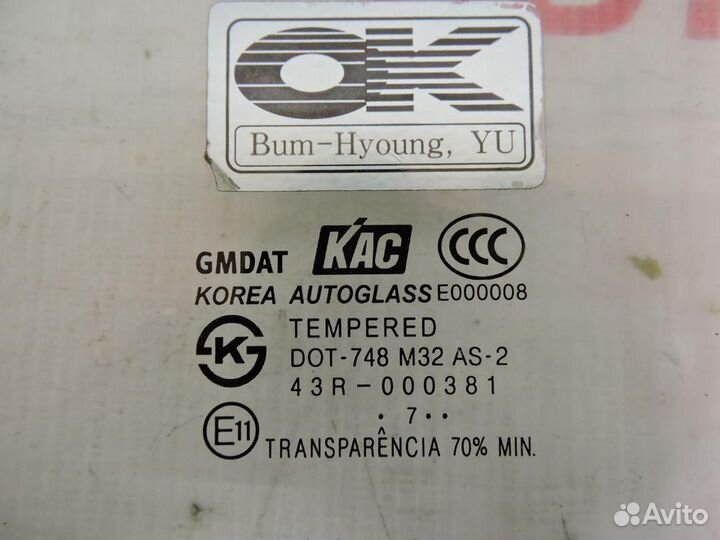 OK
Bum-Hyoung, YU
GMDAT KAC CCC
KOREA AUTOGLASS E000008
K S TEMPERED
DOT-748 M32 AS-2
43R-000381
. 7 . .
E11 TRANSPARÊNCIA 70% MIN.
Avito